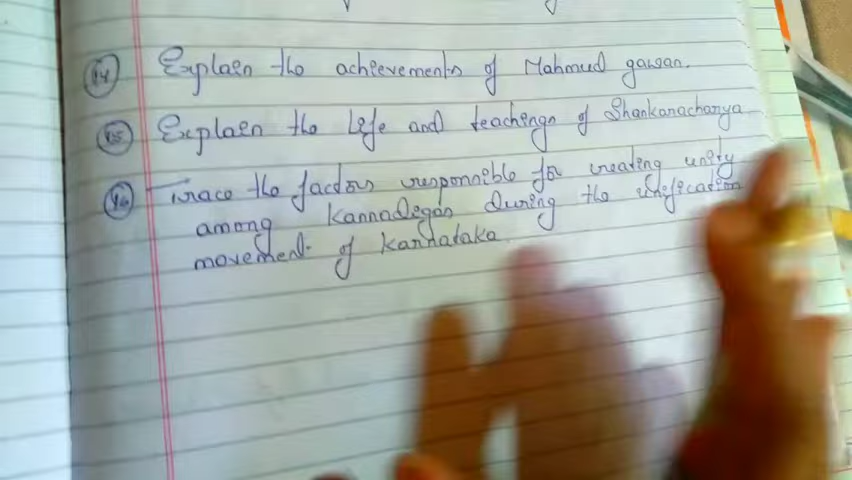 14 Explain the achievements of Mahmud gawan.
15 Explain the life and teachings of Shankaracharya
16 Trace the factors responsible for creating unity
among Kannadegas during the unification
movement of Karnataka